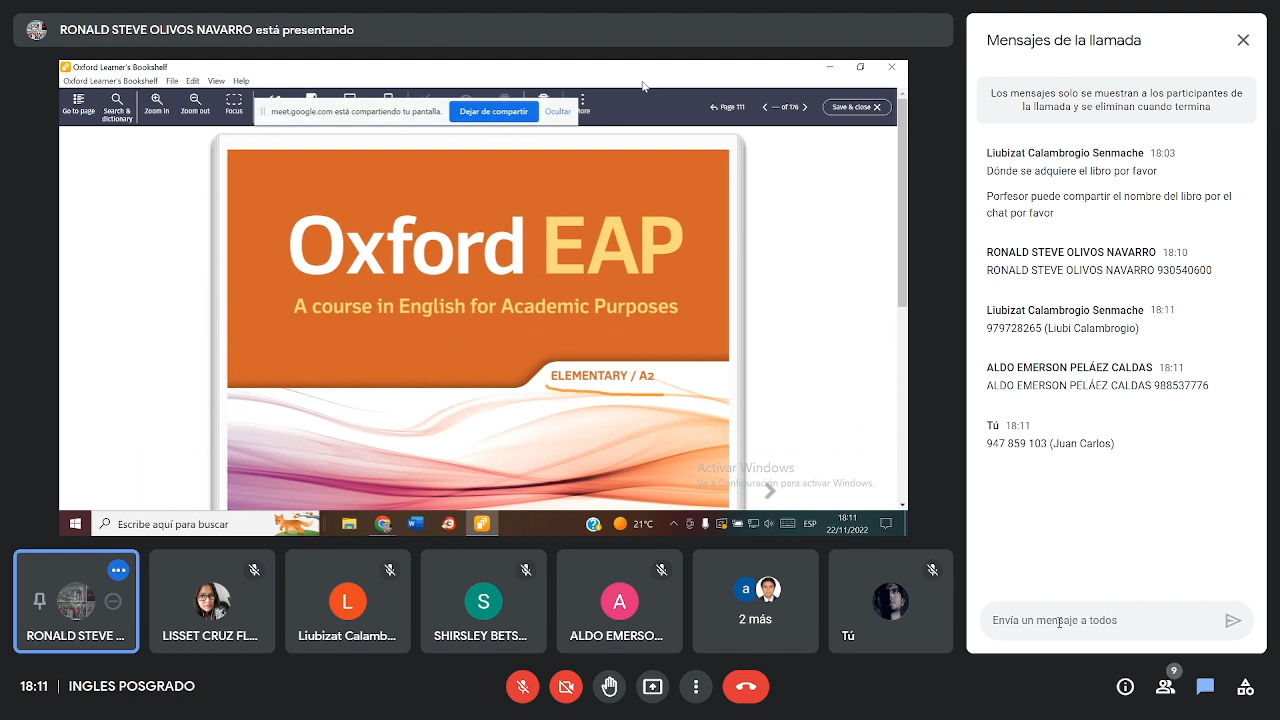 RONALD STEVE OLIVOS NAVARRO está presentando
Oxford Learner's Bookshelf
Oxford Learner's Bookshelf File Edit View Help
Go to page
Search & dictionary
Zoom in
Zoom out
Focus
meet.google.com está compartiendo tu pantalla.
Dejar de compartir
Ocultar
Page 111
— of 176
Save & close
Oxford EAP
A course in English for Academic Purposes
ELEMENTARY / A2
Activar Windows
Ve a Configuración para activar Windows.
Escribe aquí para buscar
21°C
ESP
18:11
22/11/2022
RONALD STEVE ...
LISSET CRUZ FL...
L
Liubizat Calamb...
S
SHIRSLEY BETS...
A
ALDO EMERSO...
a
2 más
Tú
18:11 | INGLES POSGRADO
Mensajes de la llamada
Los mensajes solo se muestran a los participantes de
la llamada y se eliminan cuando termina
Liubizat Calambrogio Senmache 18:03
Dónde se adquiere el libro por favor
Porfesor puede compartir el nombre del libro por el
chat por favor
RONALD STEVE OLIVOS NAVARRO 18:10
RONALD STEVE OLIVOS NAVARRO 930540600
Liubizat Calambrogio Senmache 18:11
979728265 (Liubi Calambrogio)
ALDO EMERSON PELÁEZ CALDAS 18:11
ALDO EMERSON PELÁEZ CALDAS 988537776
Tú 18:11
947 859 103 (Juan Carlos)
Envía un mensaje a todos
9